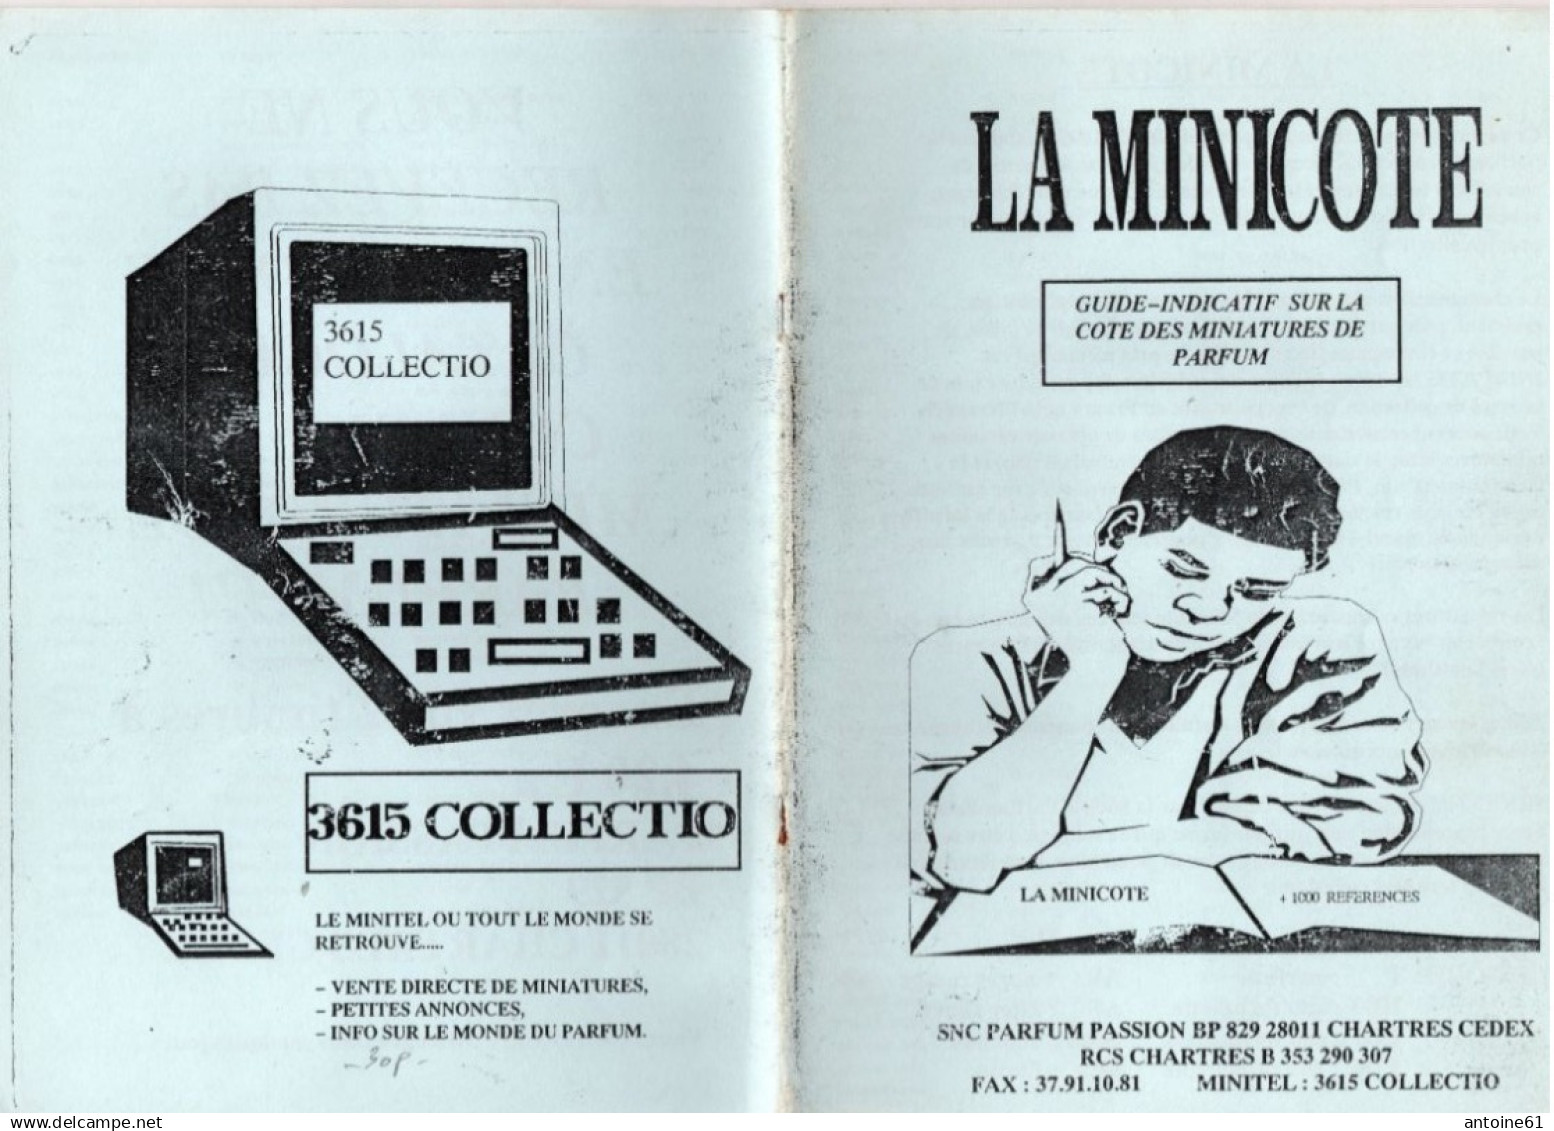 3615
COLLECTIO
3615 COLLECTIO
LE MINITEL OU TOUT LE MONDE SE
RETROUVE.....
– VENTE DIRECTE DE MINIATURES,
– PETITES ANNONCES,
– INFO SUR LE MONDE DU PARFUM.
– 30p –
LA MINICOTE
GUIDE–INDICATIF SUR LA
COTE DES MINIATURES DE
PARFUM
LA MINICOTE
+ 1000 REFERENCES
SNC PARFUM PASSION BP 829 28011 CHARTRES CEDEX
RCS CHARTRES B 353 290 307
FAX : 37.91.10.81 MINITEL : 3615 COLLECTIO
delcampe.net
antoine61